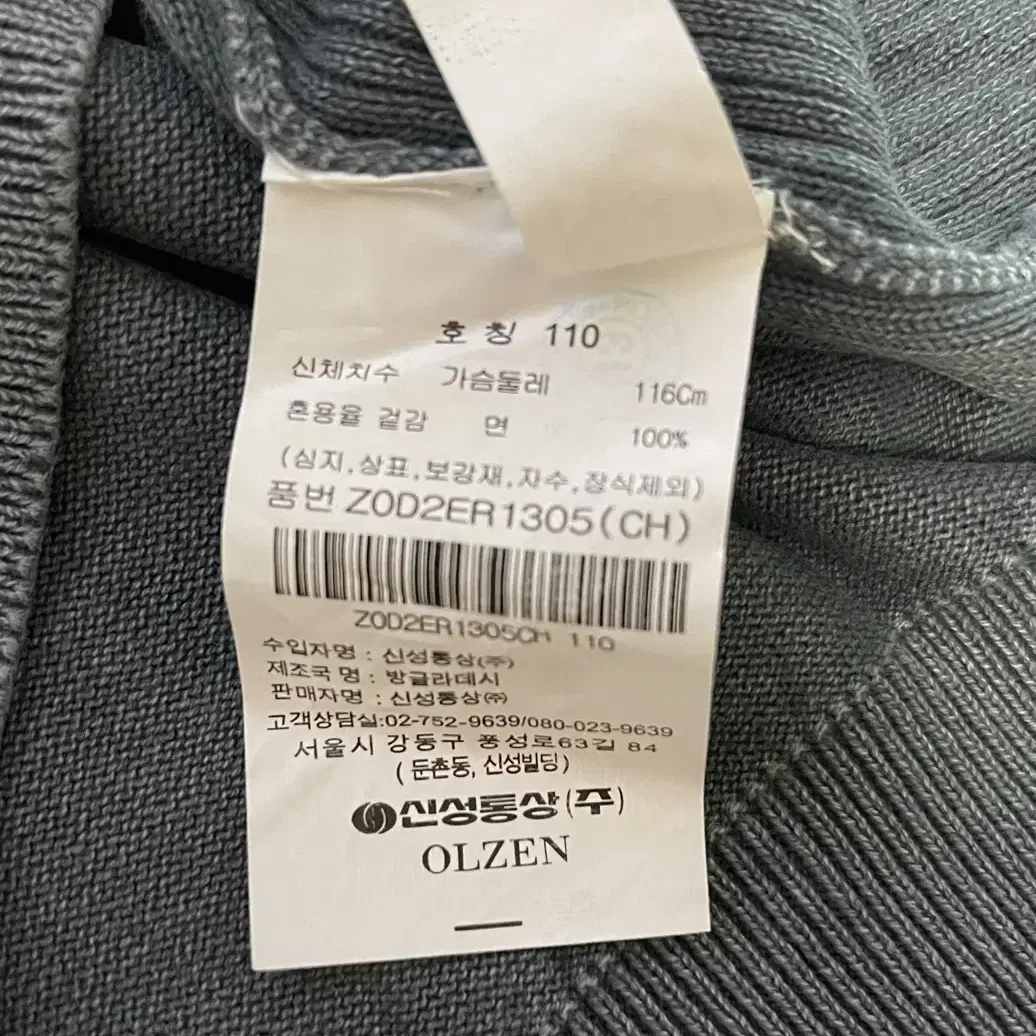 호 칭 110
신체치수 가슴둘레 116Cm
혼용율 겉감 면 100%
(심지,상표,보강재,자수,장식제외)
품번 Z0D2ER1305(CH)
Z0D2ER1305CH 110
수입자명 : 신성통상(주)
제조국 명 : 방글라데시
판매자명 : 신성통상㈜
고객상담실:02-752-9639/080-023-9639
서울시 강동구 풍성로63길 84
(둔촌동, 신성빌딩)
신성통상(주)
OLZEN